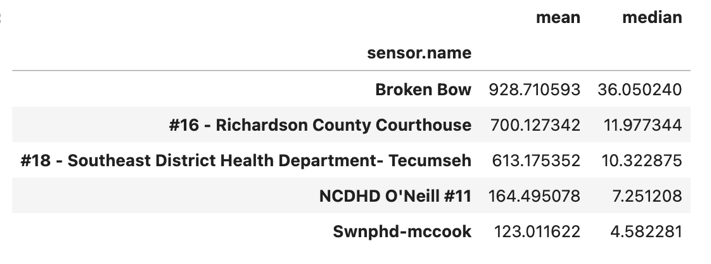 mean median
sensor.name
Broken Bow 928.710593 36.050240
#16 - Richardson County Courthouse 700.127342 11.977344
#18 - Southeast District Health Department- Tecumseh 613.175352 10.322875
NCDHD O'Neill #11 164.495078 7.251208
Swnphd-mccook 123.011622 4.582281